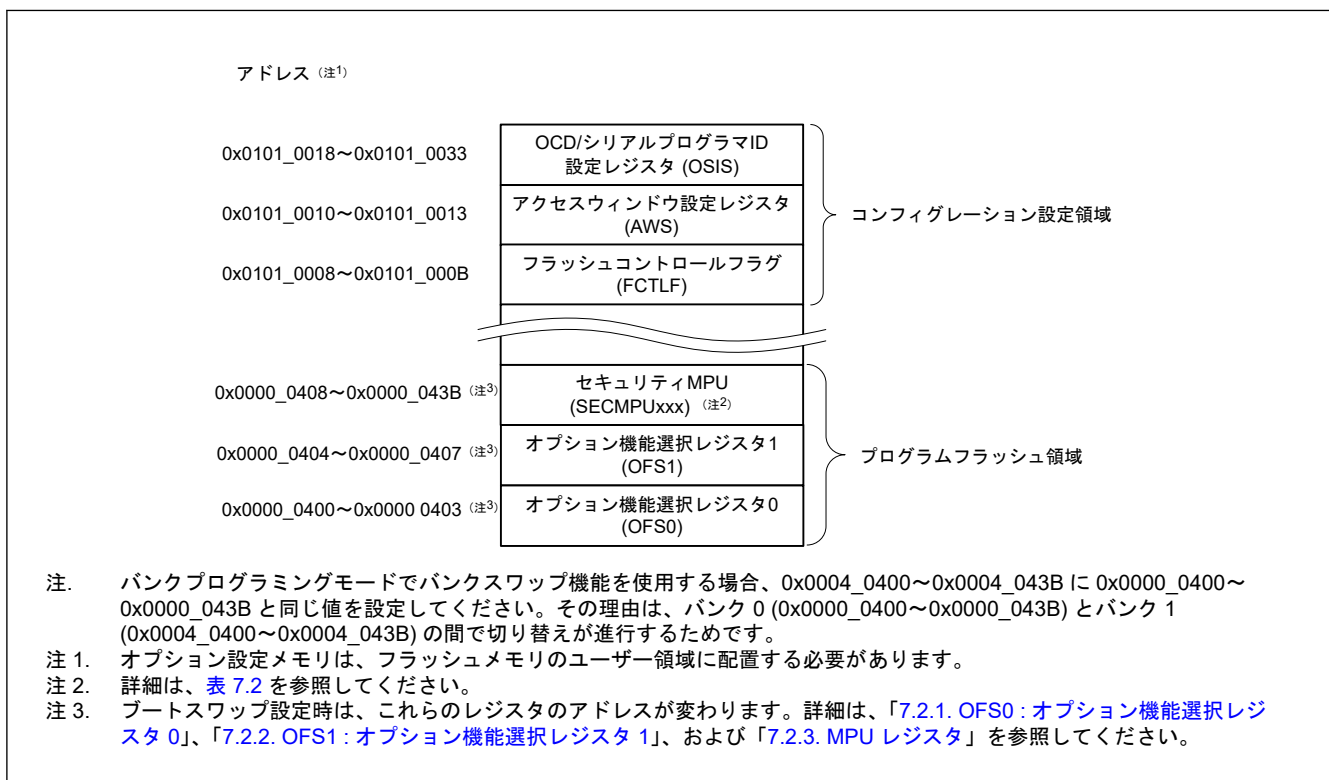 アドレス（注1）
0x0101_0018～0x0101_0033
OCD/シリアルプログラマID
設定レジスタ (OSIS)
0x0101_0010～0x0101_0013
アクセスウィンドウ設定レジスタ
(AWS)
コンフィグレーション設定領域
0x0101_0008～0x0101_000B
フラッシュコントロールフラグ
(FCTLF)
0x0000_0408～0x0000_043B（注3）
セキュリティMPU
(SECMPUxxx)（注2）
0x0000_0404～0x0000_0407（注3）
オプション機能選択レジスタ1
(OFS1)
プログラムフラッシュ領域
0x0000_0400～0x0000 0403（注3）
オプション機能選択レジスタ0
(OFS0)
注. バンクプログラミングモードでバンクスワップ機能を使用する場合、0x0004_0400～0x0004_043B に 0x0000_0400～
0x0000_043B と同じ値を設定してください。その理由は、バンク 0 (0x0000_0400～0x0000_043B) とバンク 1
(0x0004_0400～0x0004_043B) の間で切り替えが進行するためです。
注 1. オプション設定メモリは、フラッシュメモリのユーザー領域に配置する必要があります。
注 2. 詳細は、表 7.2 を参照してください。
注 3. ブートスワップ設定時は、これらのレジスタのアドレスが変わります。詳細は、「7.2.1. OFS0 : オプション機能選択レジ
スタ 0」、「7.2.2. OFS1 : オプション機能選択レジスタ 1」、および「7.2.3. MPU レジスタ」を参照してください。